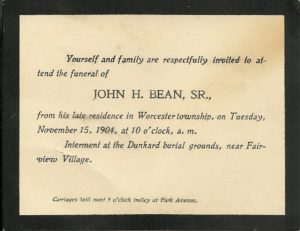 Yourself and family are respectfully invited to at-
tend the funeral of
JOHN H. BEAN, SR.,
from his late residence in Worcester township, on Tuesday,
November 15, 1904, at 10 o'clock, a. m.
Interment at the Dunkard burial grounds, near Fair-
view Village.
Carriages will meet 9 o'clock trolley at Park Avenue.